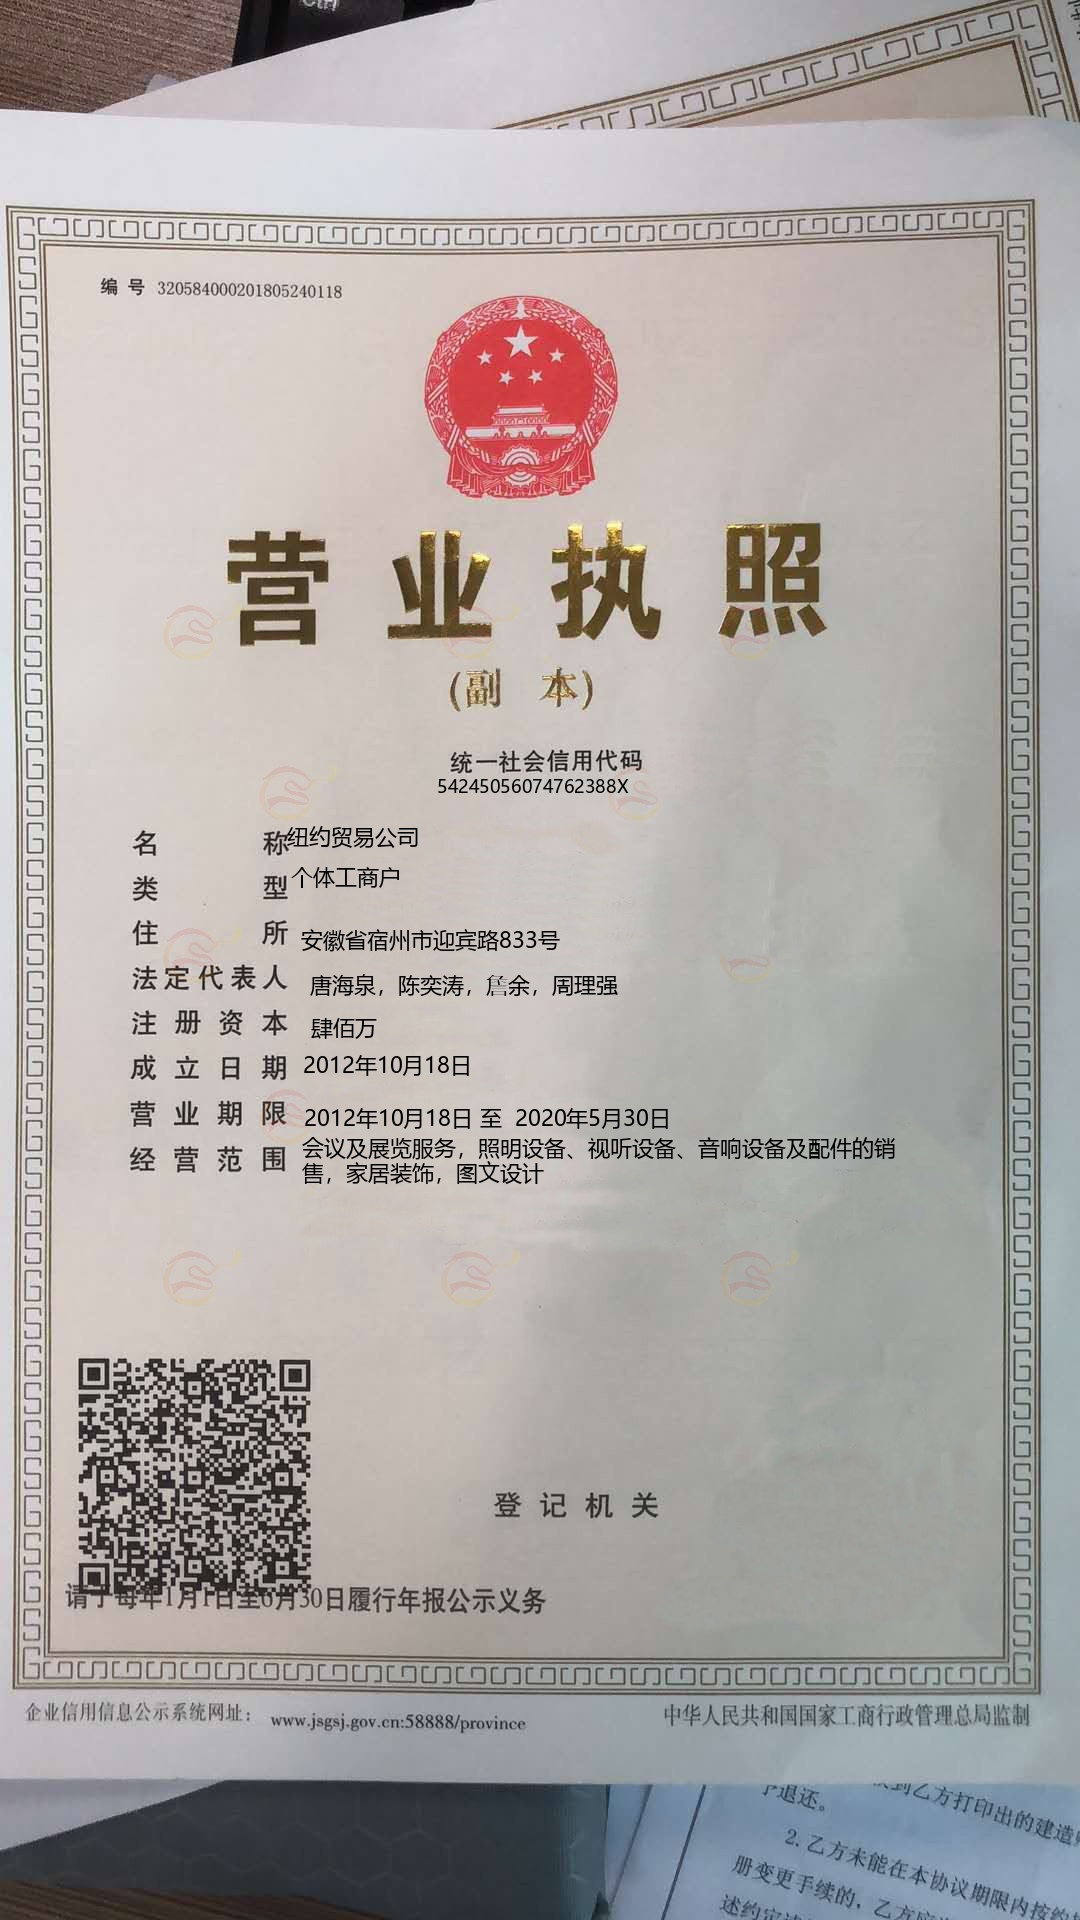 Ctrl
编 号 320584000201805240118
营业执照
(副 本)
统一社会信用代码
54245056074762388X
名 称 纽约贸易公司
类 型 个体工商户
住 所 安徽省宿州市迎宾路833号
法定代表人 唐海泉，陈奕涛，詹余，周理强
注册资本 肆佰万
成立日期 2012年10月18日
营业期限 2012年10月18日 至 2020年5月30日
经营范围 会议及展览服务，照明设备、视听设备、音响设备及配件的销
售，家居装饰，图文设计
登记机关
请于每年1月1日至6月30日履行年报公示义务
企业信用信息公示系统网址： www.jsgsj.gov.cn:58888/province
中华人民共和国国家工商行政管理总局监制
到乙方打印出的建造
予退还。
2.乙方未能在本协议期限内按约
册变更手续的，乙方应
述约定